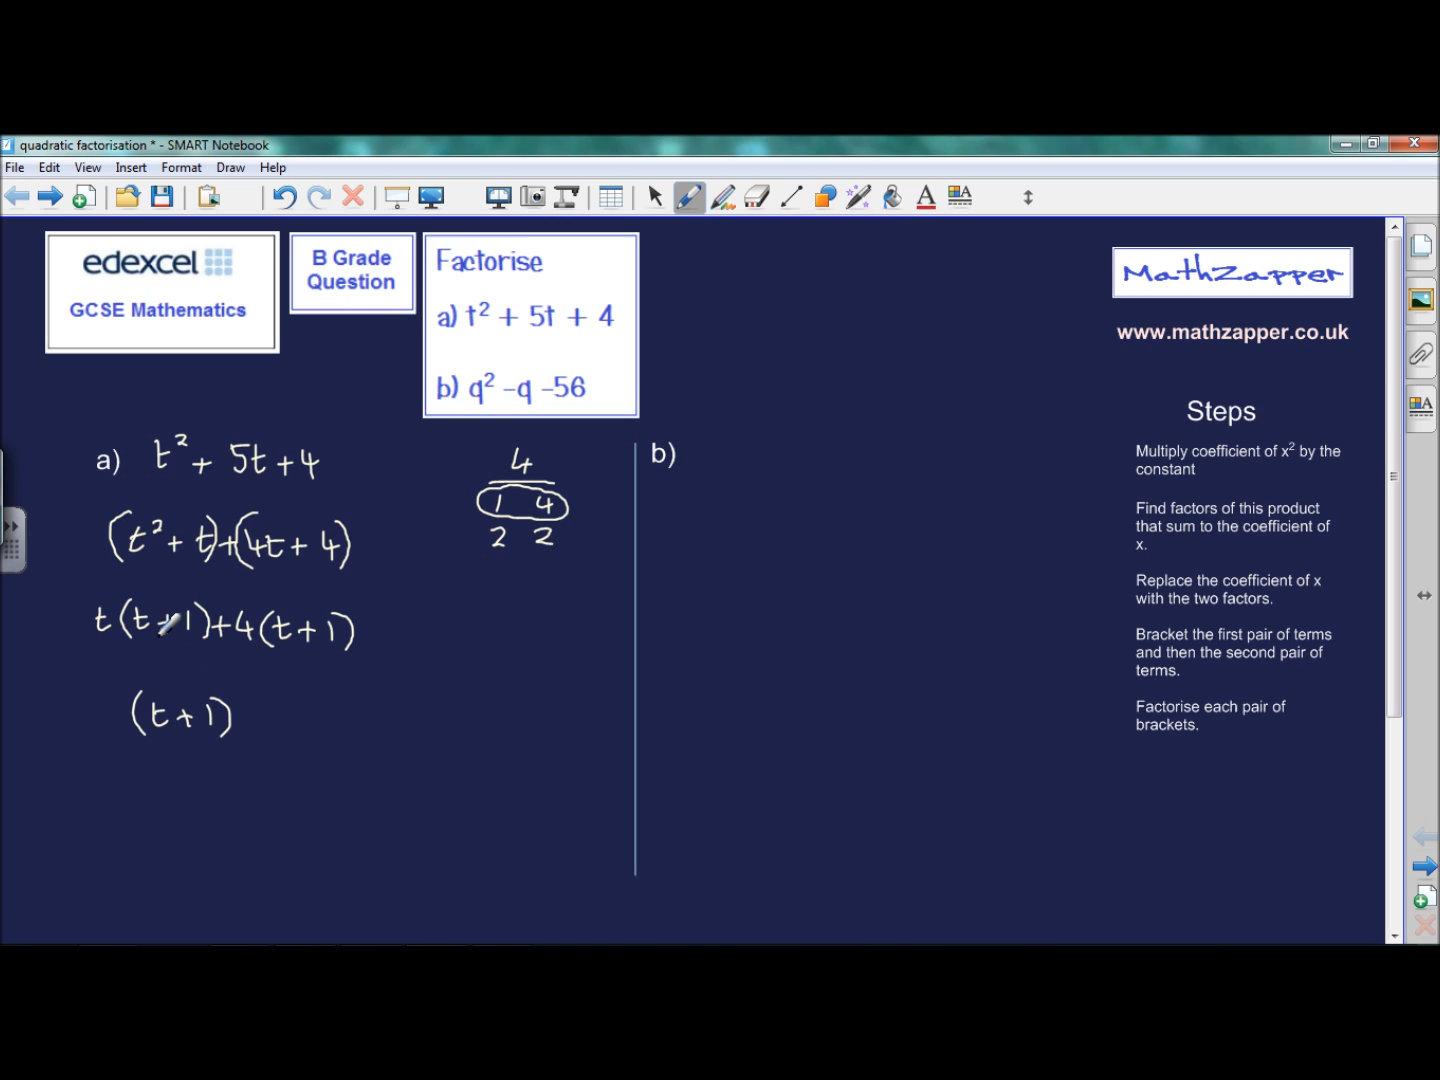 quadratic factorisation * - SMART Notebook
File Edit View Insert Format Draw Help
edexcel
GCSE Mathematics
B Grade
Question
Factorise
a) t² + 5t + 4
b) q² -q -56
MathZapper
www.mathzapper.co.uk
a) t² + 5t + 4
(t² + t)+(4t + 4)
t(t+1)+4(t+1)
(t+1)
4
1 4
2 2
b)
Steps
Multiply coefficient of x² by the
constant
Find factors of this product
that sum to the coefficient of
x.
Replace the coefficient of x
with the two factors.
Bracket the first pair of terms
and then the second pair of
terms.
Factorise each pair of
brackets.